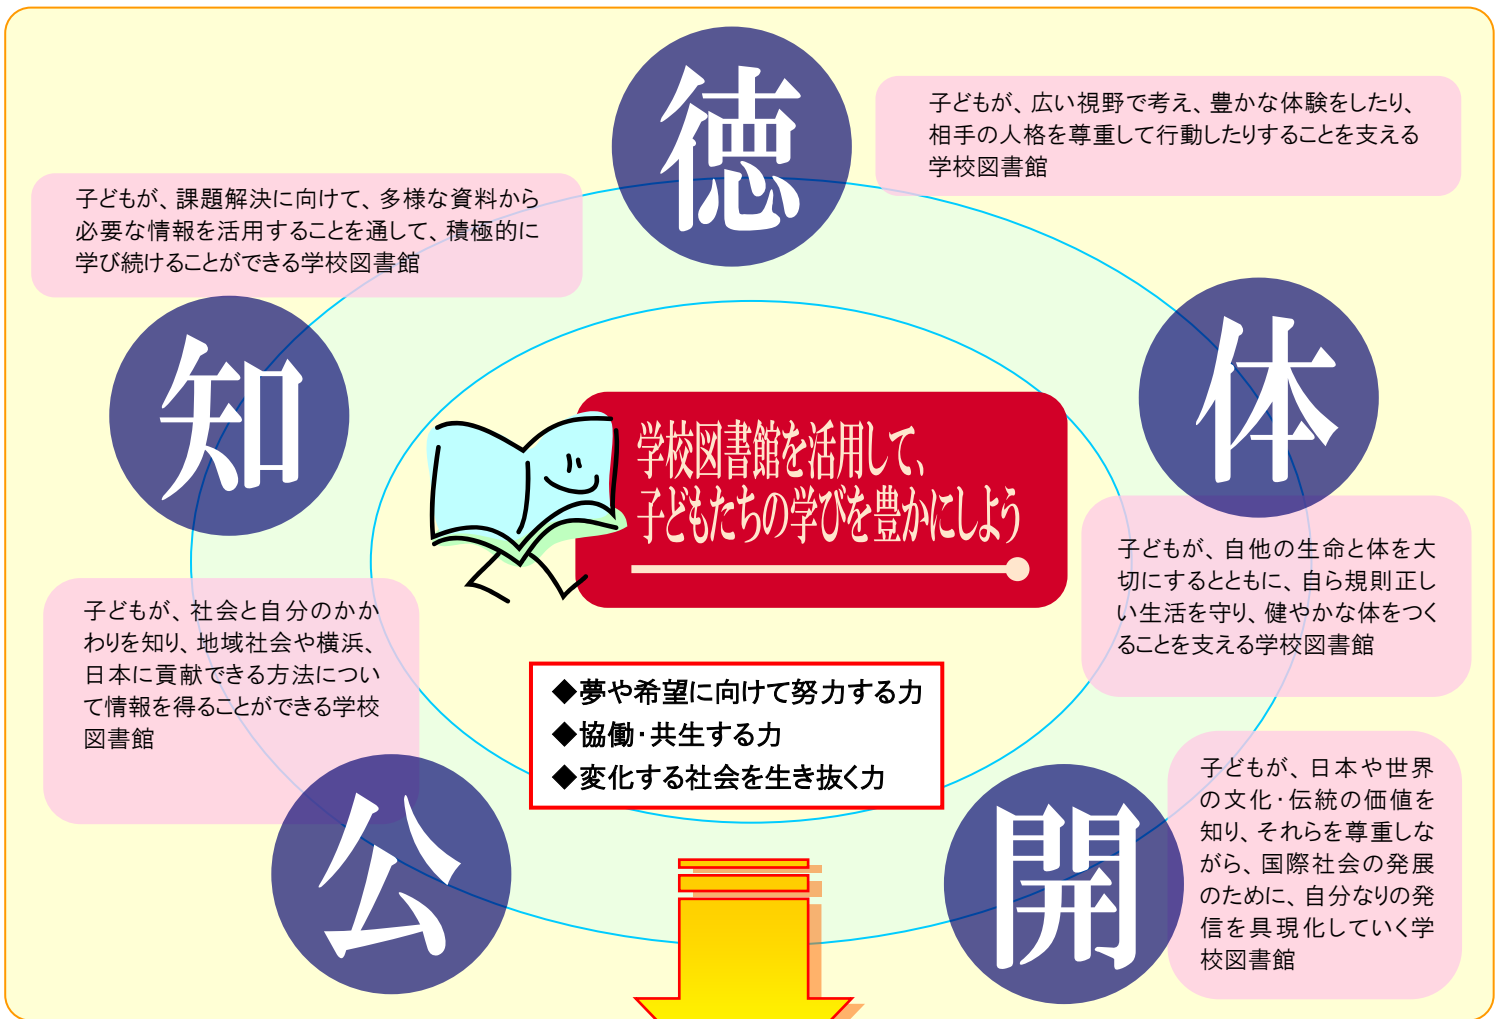 徳
子どもが、広い視野で考え、豊かな体験をしたり、
相手の人格を尊重して行動したりすることを支える
学校図書館
子どもが、課題解決に向けて、多様な資料から
必要な情報を活用することを通して、積極的に
学び続けることができる学校図書館
知
体
学校図書館を活用して、
子どもたちの学びを豊かにしよう
子どもが、自他の生命と体を大
切にするとともに、自ら規則正し
い生活を守り、健やかな体をつく
ることを支える学校図書館
子どもが、社会と自分のかか
わりを知り、地域社会や横浜、
日本に貢献できる方法につい
て情報を得ることができる学校
図書館
◆夢や希望に向けて努力する力
◆協働・共生する力
◆変化する社会を生き抜く力
公
開
子どもが、日本や世界
の文化・伝統の価値を
知り、それらを尊重しな
がら、国際社会の発展
のために、自分なりの発
信を具現化していく学
校図書館